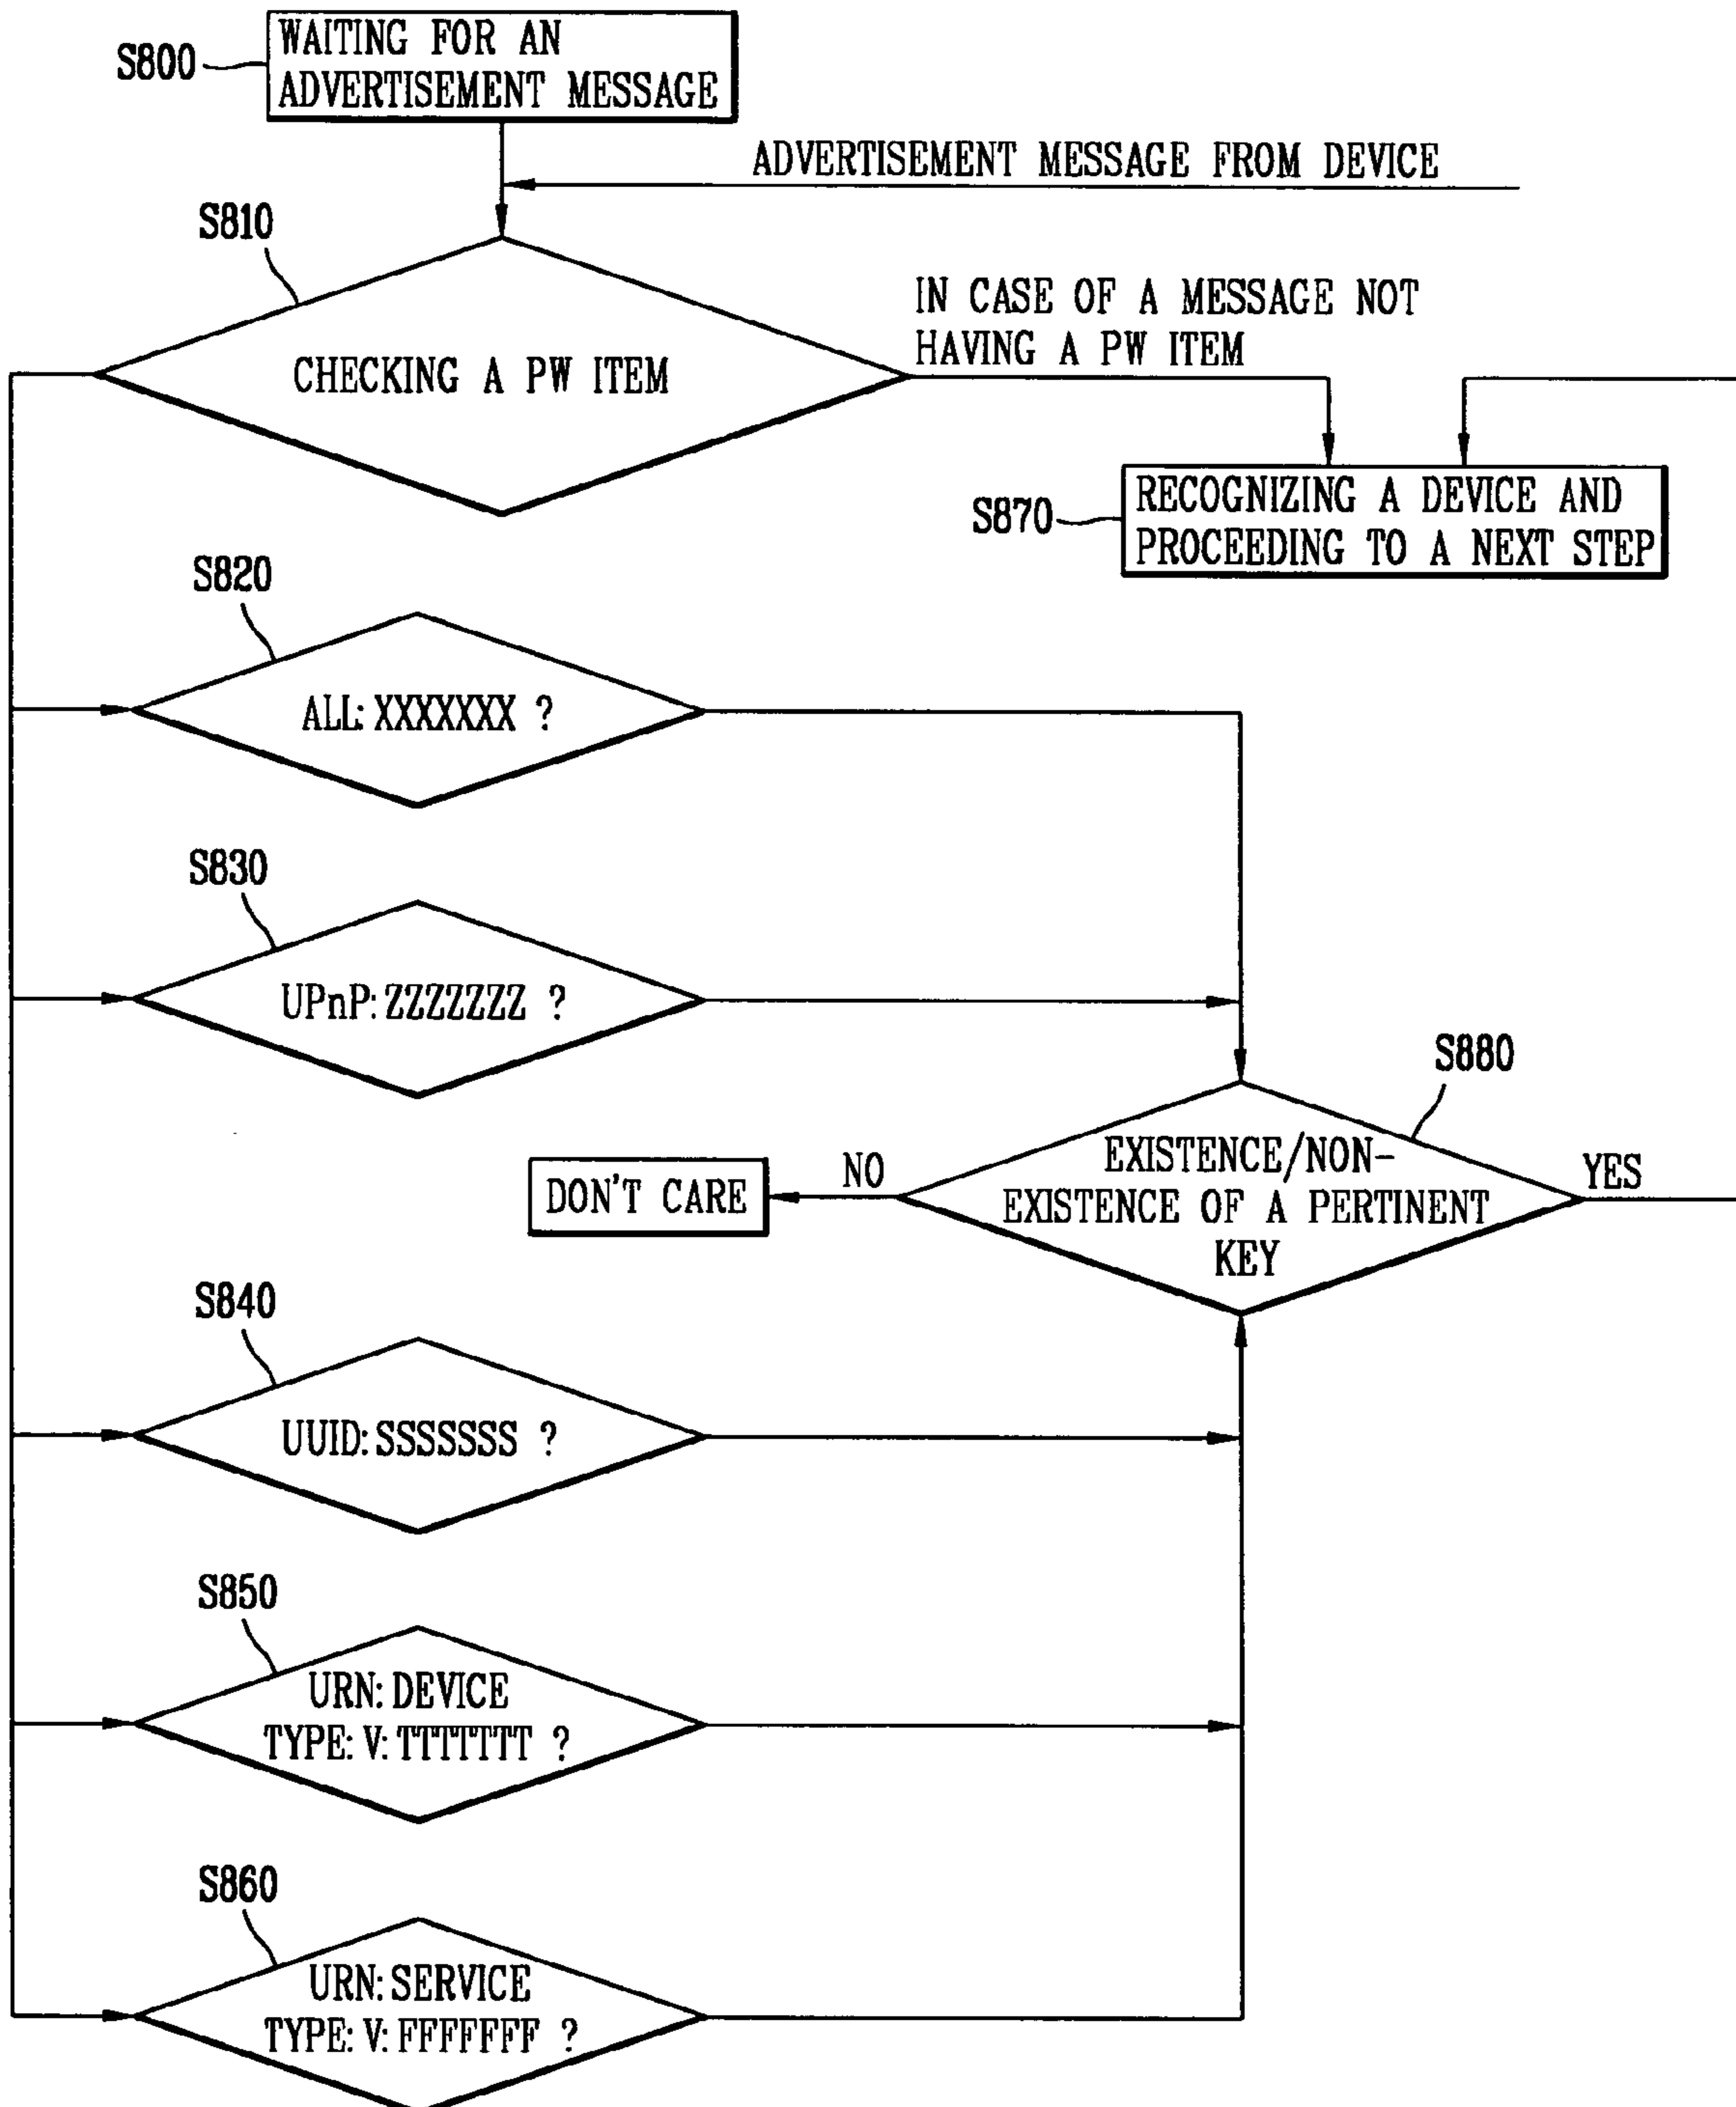 S800
WAITING FOR AN
ADVERTISEMENT MESSAGE
ADVERTISEMENT MESSAGE FROM DEVICE
S810
IN CASE OF A MESSAGE NOT
HAVING A PW ITEM
CHECKING A PW ITEM
S870
RECOGNIZING A DEVICE AND
PROCEEDING TO A NEXT STEP
S820
ALL: XXXXXXX ?
S830
UPnP: ZZZZZZZ ?
S880
EXISTENCE/NON-
EXISTENCE OF A PERTINENT
KEY
NO
YES
DON'T CARE
S840
UUID: SSSSSSS ?
S850
URN: DEVICE
TYPE: V: TTTTTTT ?
S860
URN: SERVICE
TYPE: V: FFFFFFF ?